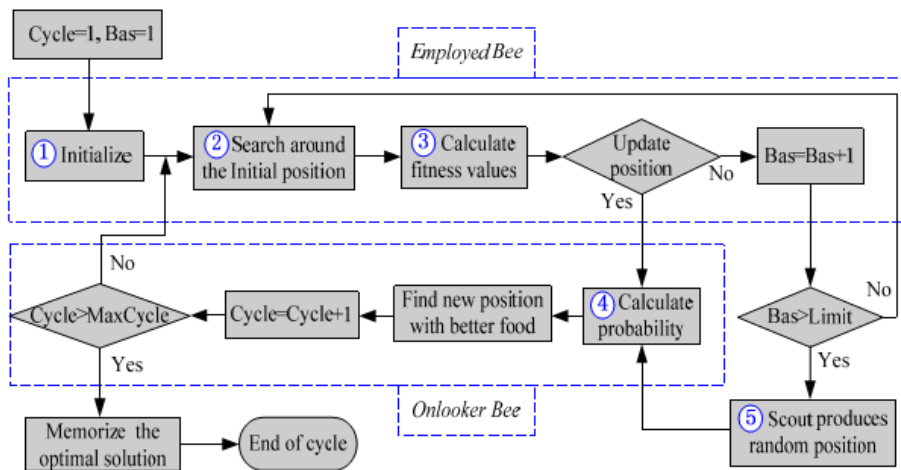 Cycle=1, Bas=1
Employed Bee
① Initialize
② Search around
the Initial position
③ Calculate
fitness values
Update
position
No
Yes
Bas=Bas+1
No
Cycle>MaxCycle
Cycle=Cycle+1
Find new position
with better food
④ Calculate
probability
Bas>Limit
No
Yes
Yes
Onlooker Bee
Memorize the
optimal solution
End of cycle
⑤ Scout produces
random position